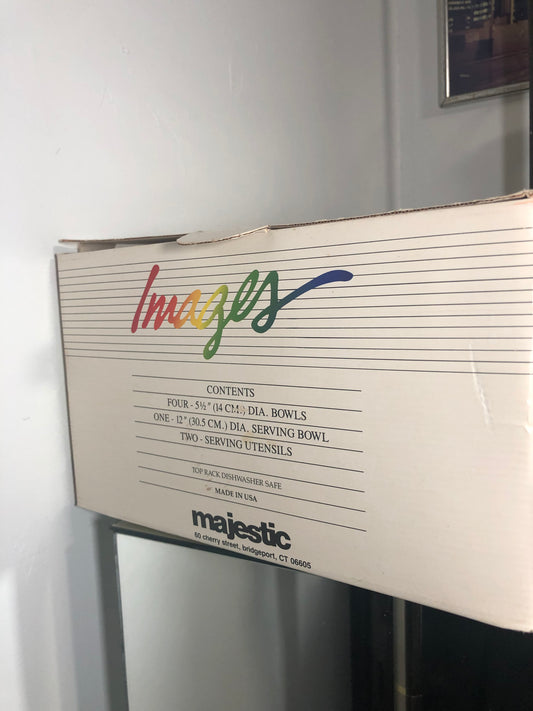 Images
CONTENTS
FOUR - 5½" (14 CM.) DIA. BOWLS
ONE - 12" (30.5 CM.) DIA. SERVING BOWL
TWO - SERVING UTENSILS
TOP RACK DISHWASHER SAFE
MADE IN USA
majestic
60 cherry street, bridgeport, CT 06605